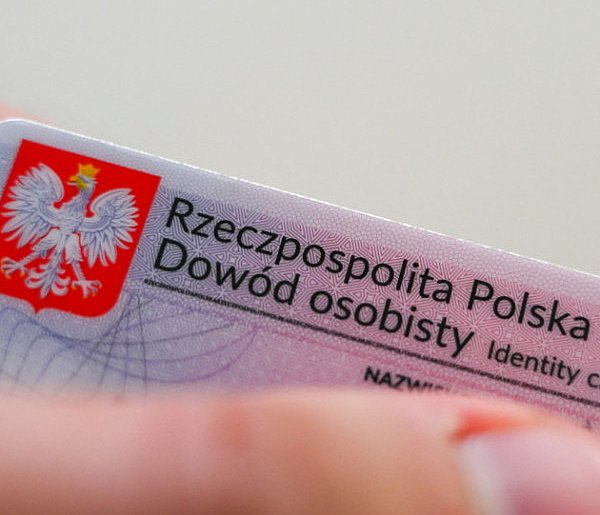 Rzeczpospolita Polska
Dowód osobisty Identity